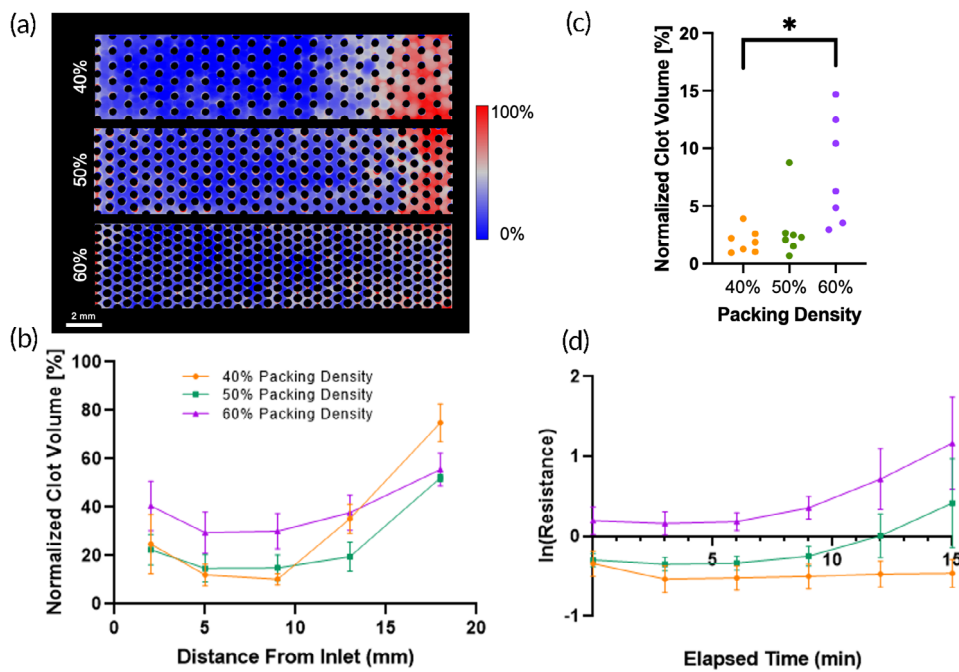 (a)
40%
50%
60%
2 mm
100%
0%
(b)
Normalized Clot Volume [%]
100
80
60
40
20
0
40% Packing Density
50% Packing Density
60% Packing Density
0
5
10
15
20
Distance From Inlet (mm)
(c)
*
Normalized Clot Volume [%]
20
15
10
5
0
40%
50%
60%
Packing Density
(d)
ln(Resistance)
2
1
0
-1
5
10
15
Elapsed Time (min)